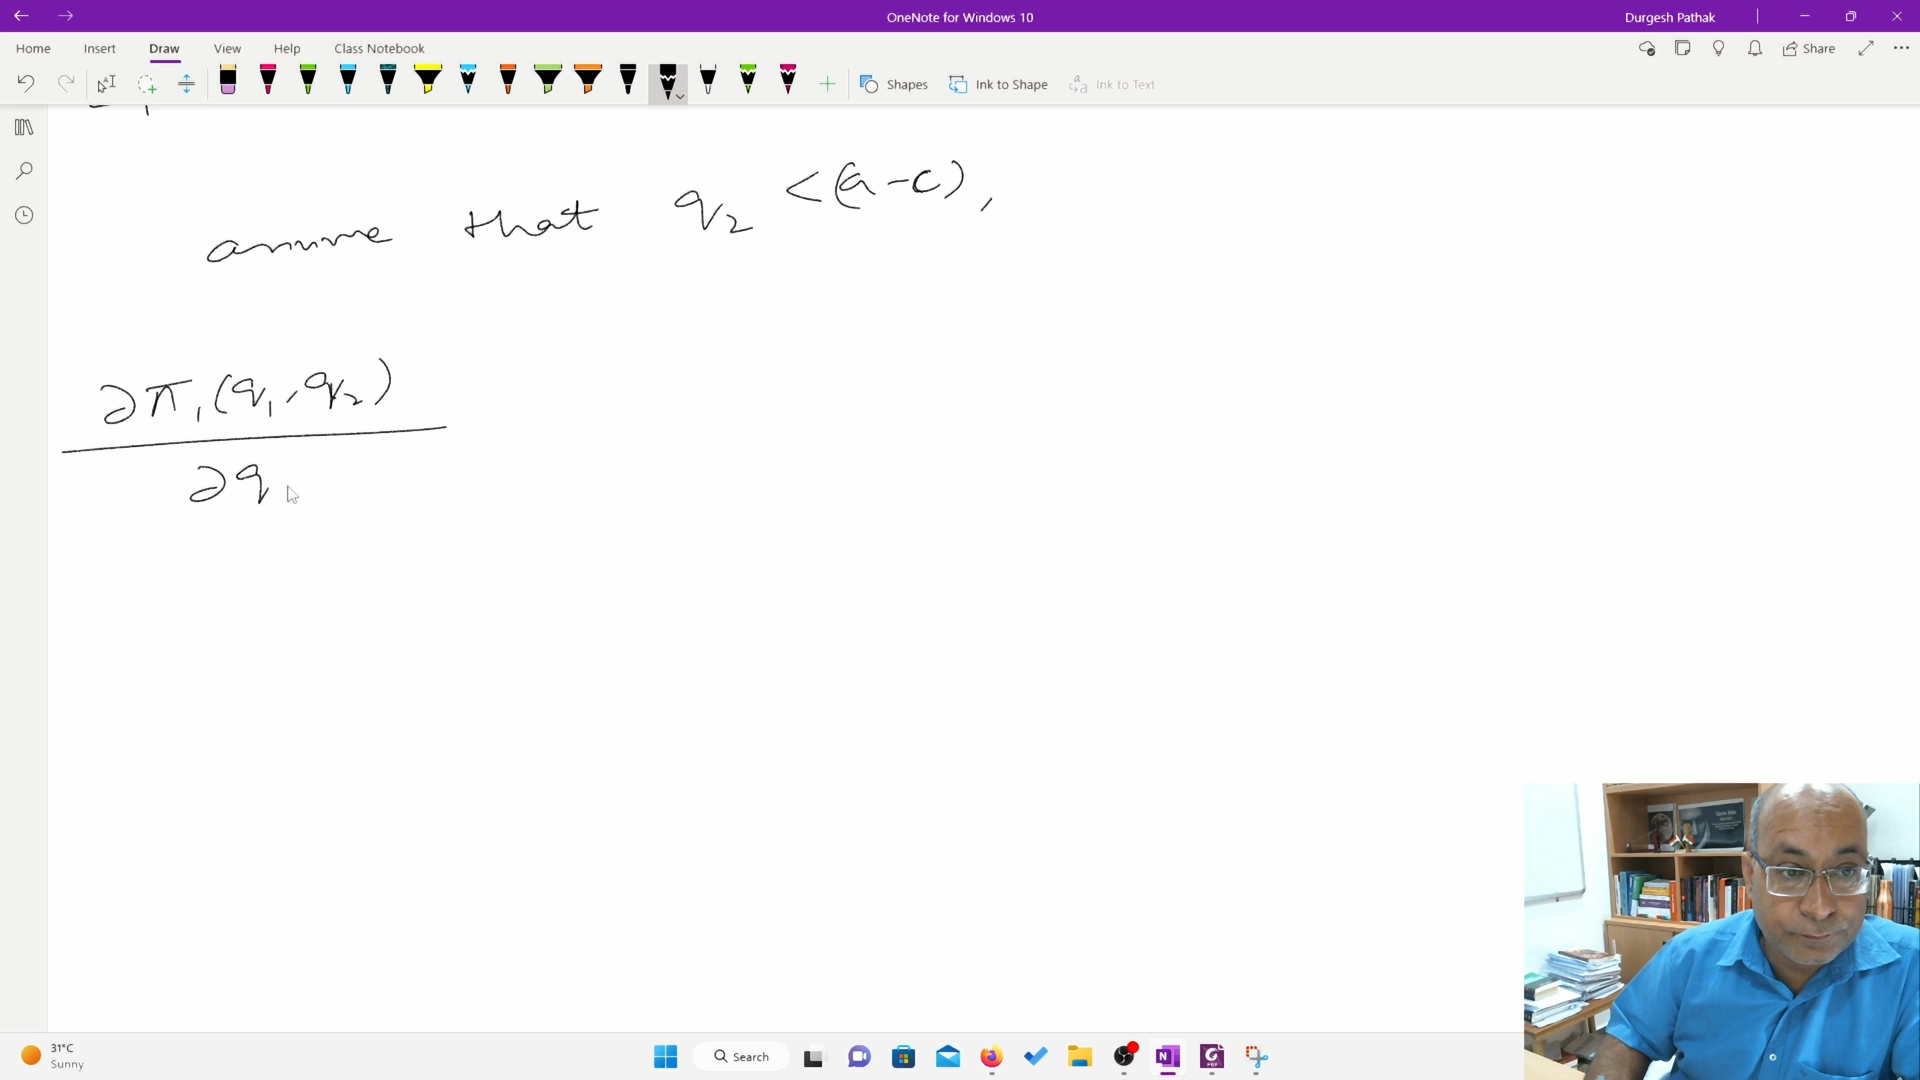 OneNote for Windows 10
Durgesh Pathak
Home Insert Draw View Help Class Notebook
Share
Shapes Ink to Shape Ink to Text
assume that q₂ <(a-c),
∂π₁(q₁,q₂)
∂q
31°C
Sunny
Search